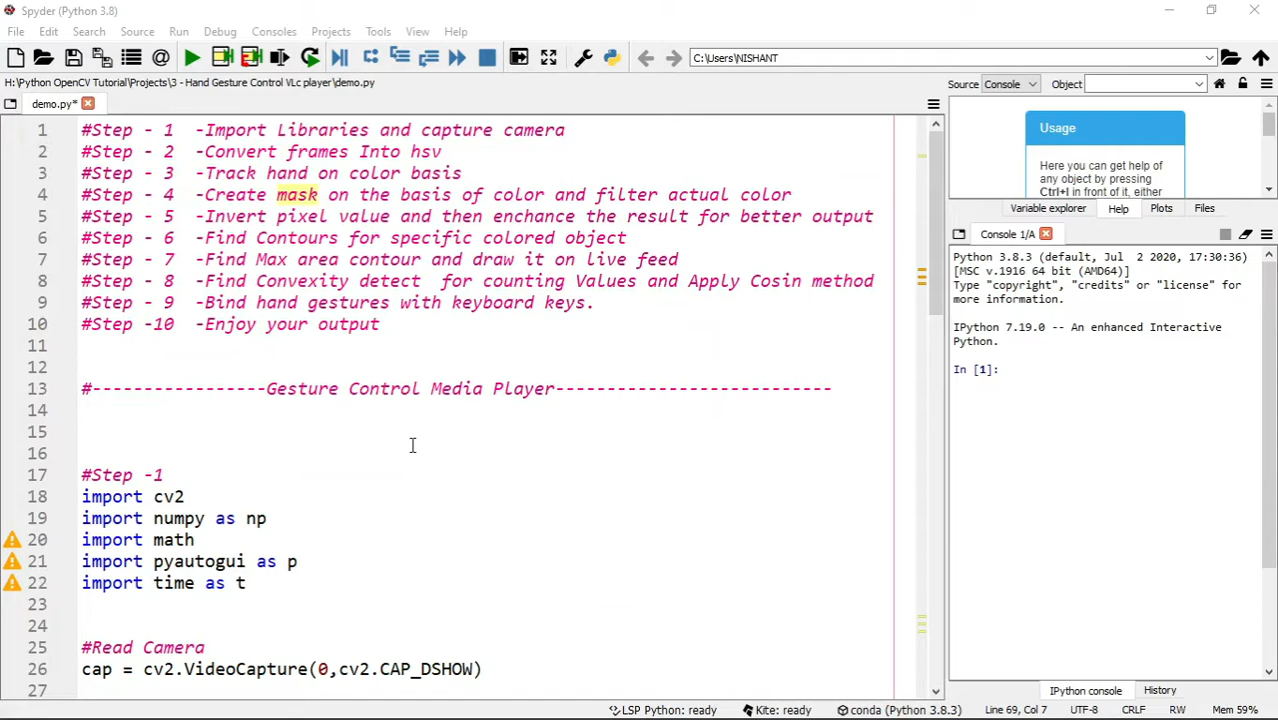 Spyder (Python 3.8)
File Edit Search Source Run Debug Consoles Projects Tools View Help
C:\Users\NISHANT
H:\Python OpenCV Tutorial\Projects\3 - Hand Gesture Control VLc player\demo.py
Source Console Object
demo.py*
1 #Step - 1 -Import Libraries and capture camera
2 #Step - 2 -Convert frames Into hsv
3 #Step - 3 -Track hand on color basis
4 #Step - 4 -Create mask on the basis of color and filter actual color
5 #Step - 5 -Invert pixel value and then enchance the result for better output
6 #Step - 6 -Find Contours for specific colored object
7 #Step - 7 -Find Max area contour and draw it on live feed
8 #Step - 8 -Find Convexity detect for counting Values and Apply Cosin method
9 #Step - 9 -Bind hand gestures with keyboard keys.
10 #Step -10 -Enjoy your output
11
12
13 #-----------------Gesture Control Media Player---------------------------
14
15
16
17 #Step -1
18 import cv2
19 import numpy as np
20 import math
21 import pyautogui as p
22 import time as t
23
24
25 #Read Camera
26 cap = cv2.VideoCapture(0,cv2.CAP_DSHOW)
27
Usage
Here you can get help of
any object by pressing
Ctrl+I in front of it, either
Variable explorer Help Plots Files
Console 1/A
Python 3.8.3 (default, Jul 2 2020, 17:30:36)
[MSC v.1916 64 bit (AMD64)]
Type "copyright", "credits" or "license" for
more information.
IPython 7.19.0 -- An enhanced Interactive
Python.
In [1]:
IPython console History
LSP Python: ready Kite: ready conda (Python 3.8.3) Line 69, Col 7 UTF-8 CRLF RW Mem 59%